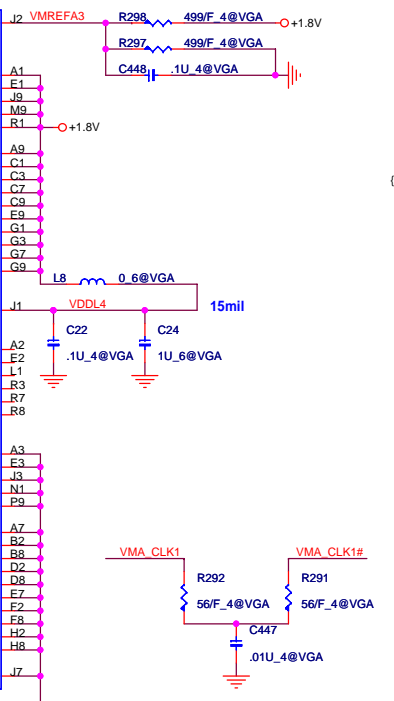 J2 VMREFA3 R298 499/F_4@VGA +1.8V
R297 499/F_4@VGA
C448 .1U_4@VGA
A1
E1
J9
M9
R1 +1.8V
A9
C1
C3
C7
C9
E9
G1
G3
G7
G9
{
L8 0_6@VGA
J1 VDDL4 15mil
C22 C24
.1U_4@VGA 1U_6@VGA
A2
E2
L1
R3
R7
R8
A3
E3
J3
N1
P9
A7
B2
B8
D2
D8
E7
F2
F8
H2
H8
J7
VMA_CLK1 VMA_CLK1#
R292 R291
56/F_4@VGA 56/F_4@VGA
C447
.01U_4@VGA